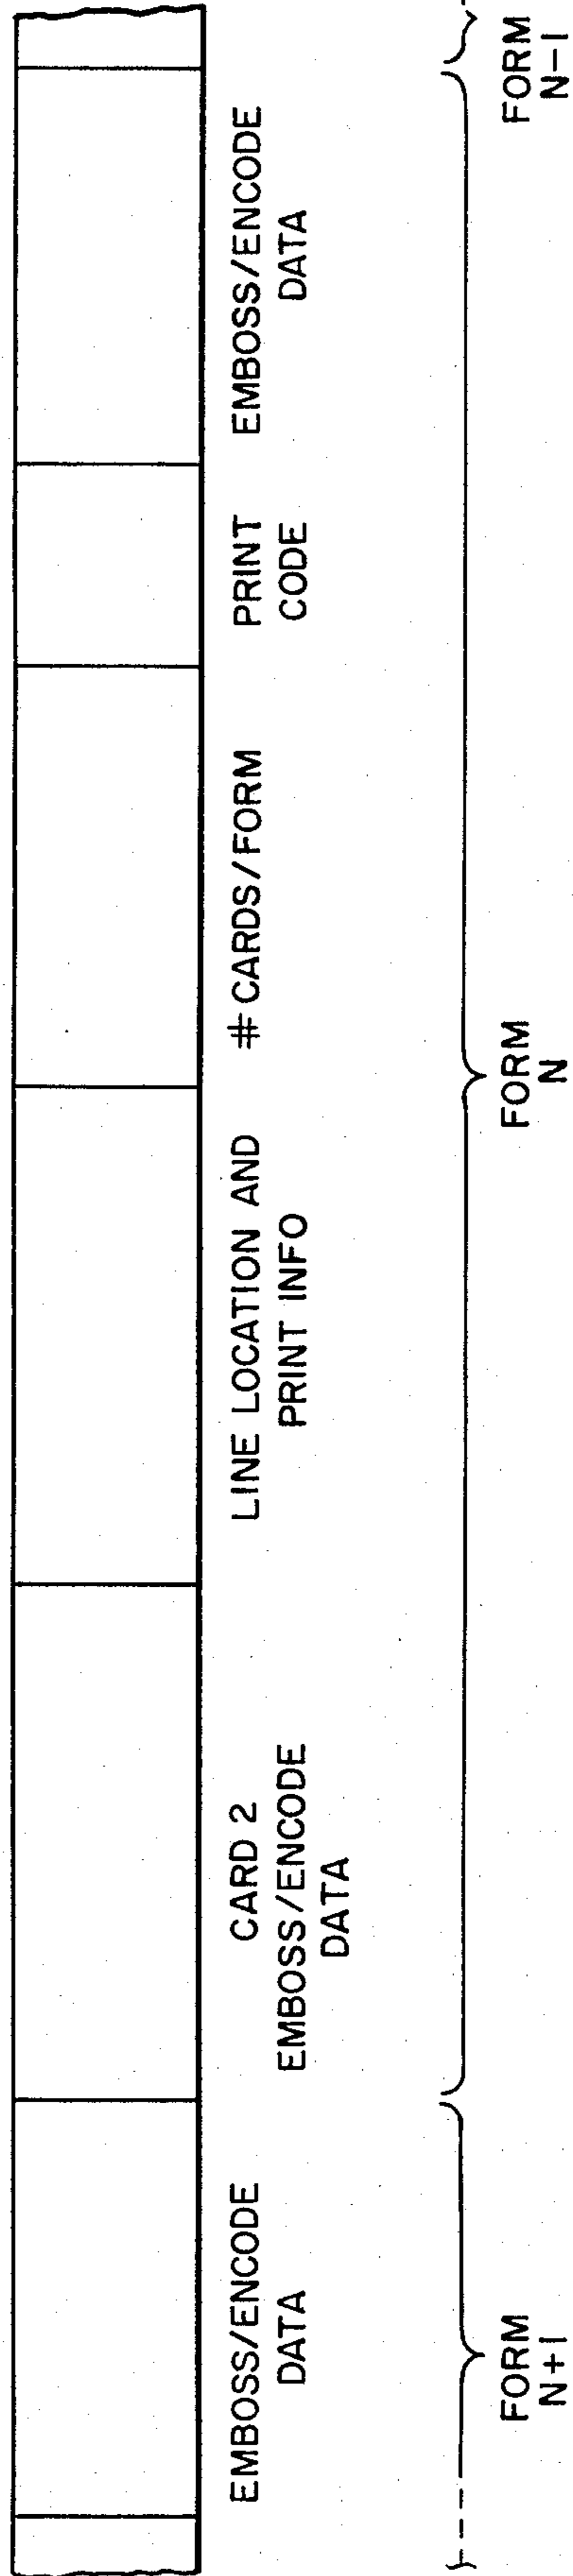 EMBOSS/ENCODE
DATA
CARD 2
EMBOSS/ENCODE
DATA
LINE LOCATION AND
PRINT INFO
# CARDS/FORM
PRINT
CODE
EMBOSS/ENCODE
DATA
FORM
N+1
FORM
N
FORM
N-1